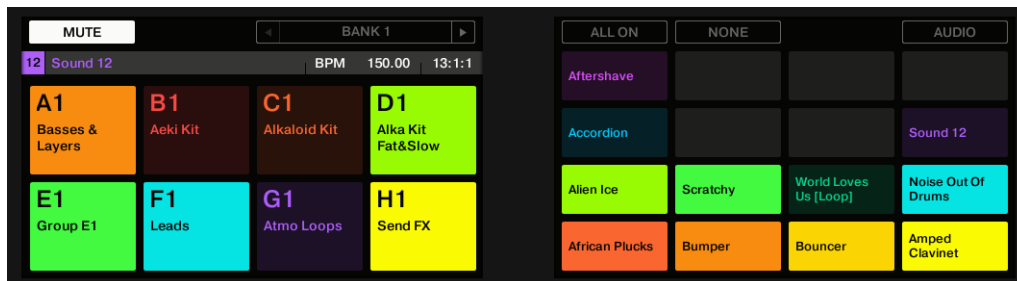 MUTE
BANK 1
12 Sound 12
BPM 150.00 13:1:1
A1
Basses &
Layers
B1
Aeki Kit
C1
Alkaloid Kit
D1
Alka Kit
Fat&Slow
E1
Group E1
F1
Leads
G1
Atmo Loops
H1
Send FX
ALL ON
NONE
AUDIO
Aftershave
Accordion
Sound 12
Alien Ice
Scratchy
World Loves
Us [Loop]
Noise Out Of
Drums
African Plucks
Bumper
Bouncer
Amped
Clavinet